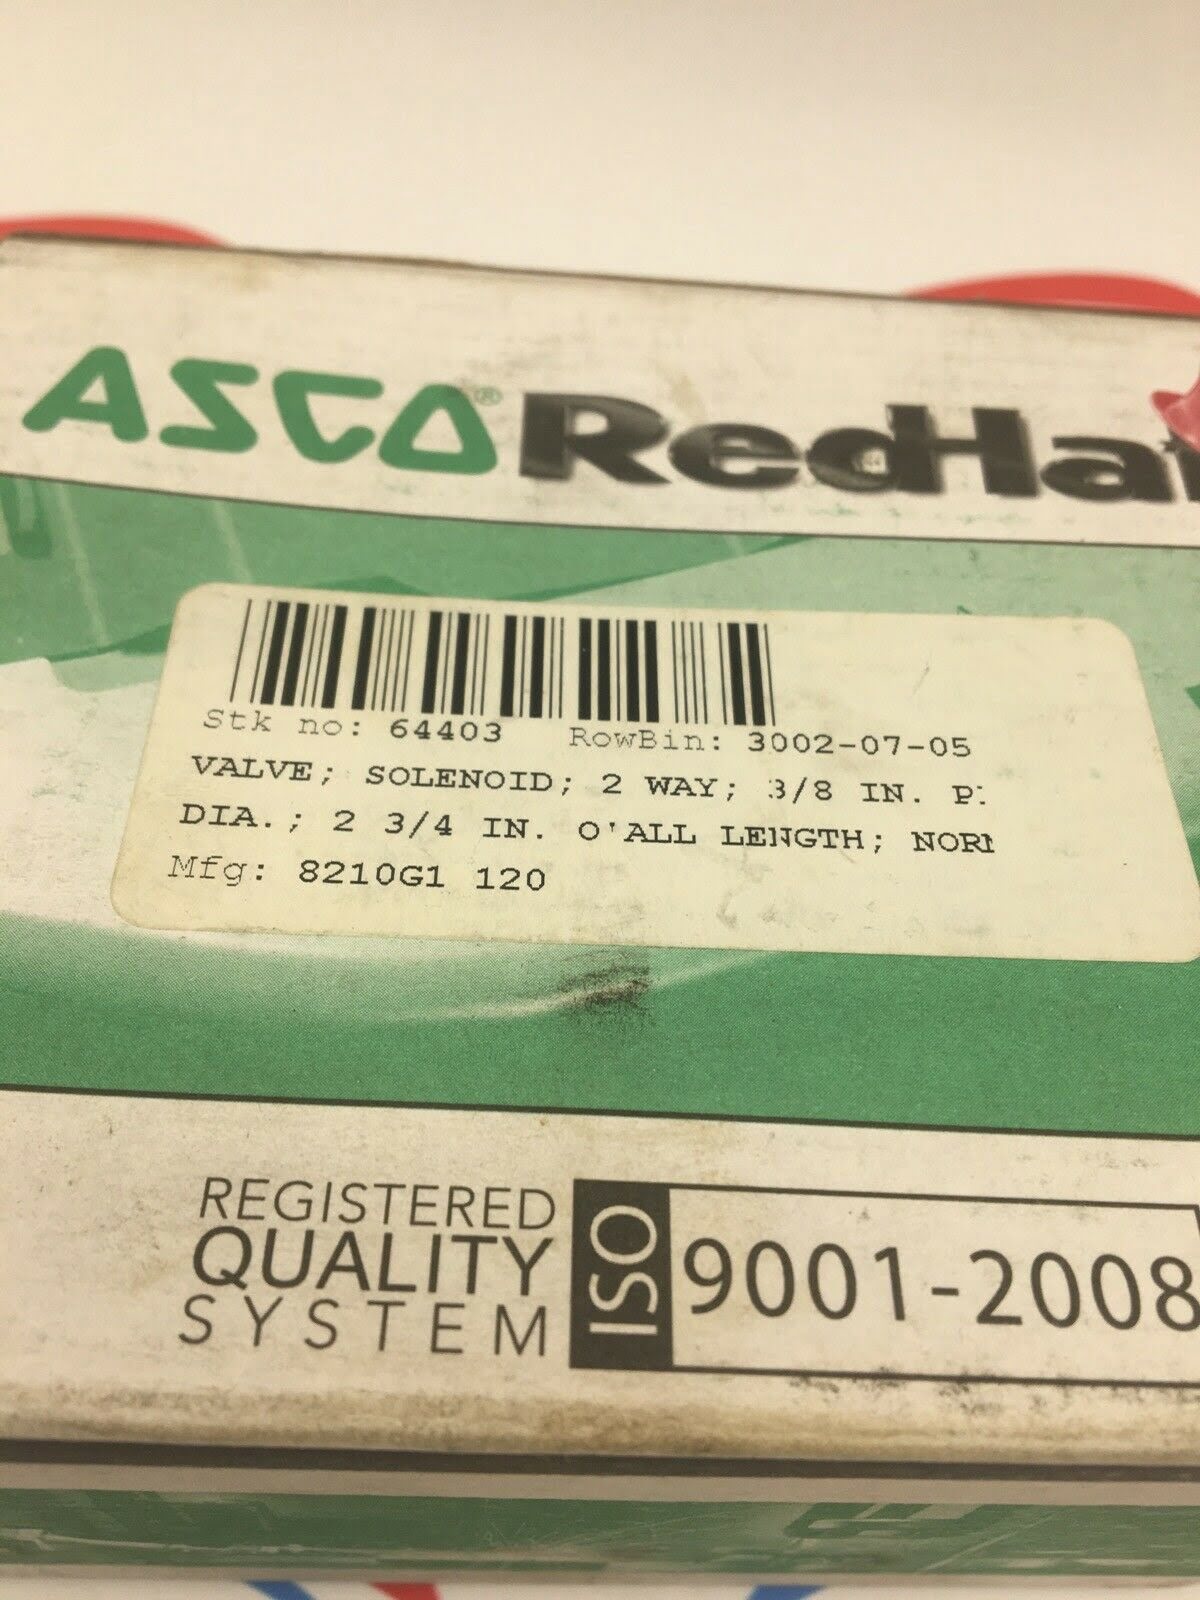 ASCO® RedHat
Stk no: 64403 RowBin: 3002-07-05
VALVE; SOLENOID; 2 WAY; 3/8 IN.
DIA.; 2 3/4 IN. O'ALL LENGTH;
Mfg: 8210G1 120
REGISTERED
QUALITY
SYSTEM
ISO 9001-2008